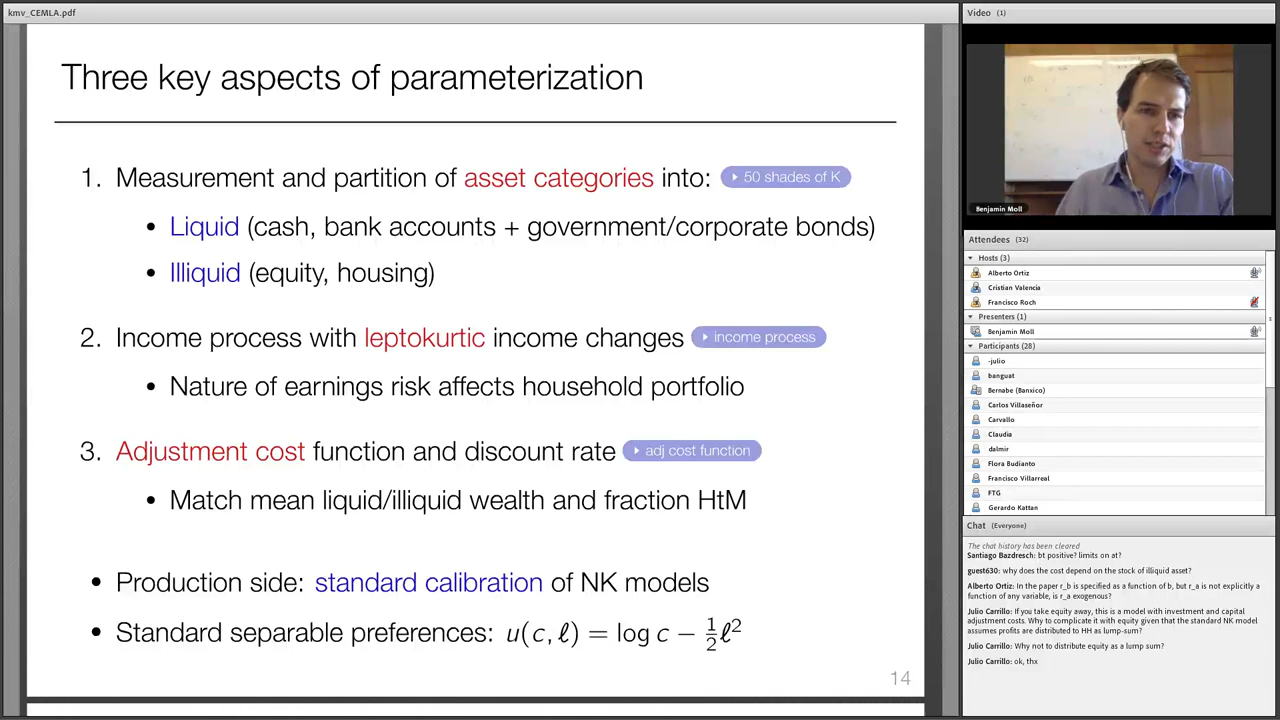 kmv_CEMLA.pdf
Three key aspects of parameterization
1. Measurement and partition of asset categories into: 50 shades of K
• Liquid (cash, bank accounts + government/corporate bonds)
• Illiquid (equity, housing)
2. Income process with leptokurtic income changes income process
• Nature of earnings risk affects household portfolio
3. Adjustment cost function and discount rate adj cost function
• Match mean liquid/illiquid wealth and fraction HtM
• Production side: standard calibration of NK models
• Standard separable preferences: u(c, ℓ) = log c − ½ℓ²
14
Video (1)
Benjamin Moll
Attendees (32)
Hosts (3)
Alberto Ortiz
Cristian Valencia
Francisco Roch
Presenters (1)
Benjamin Moll
Participants (28)
-julio
banguat
Bernabe (Banxico)
Carlos Villaseñor
Carvallo
Claudia
dalmir
Flora Budianto
Francisco Villarreal
FTG
Gerardo Kattan
Chat (Everyone)
The chat history has been cleared
Santiago Bazdresch: bt positive? limits on at?
guest630: why does the cost depend on the stock of illiquid asset?
Alberto Ortiz: In the paper r_b is specified as a function of b, but r_a is not explicitly a
function of any variable, is r_a exogenous?
Julio Carrillo: If you take equity away, this is a model with investment and capital
adjustment costs. Why to complicate it with equity given that the standard NK model
assumes profits are distributed to HH as lump-sum?
Julio Carrillo: Why not to distribute equity as a lump sum?
Julio Carrillo: ok, thx